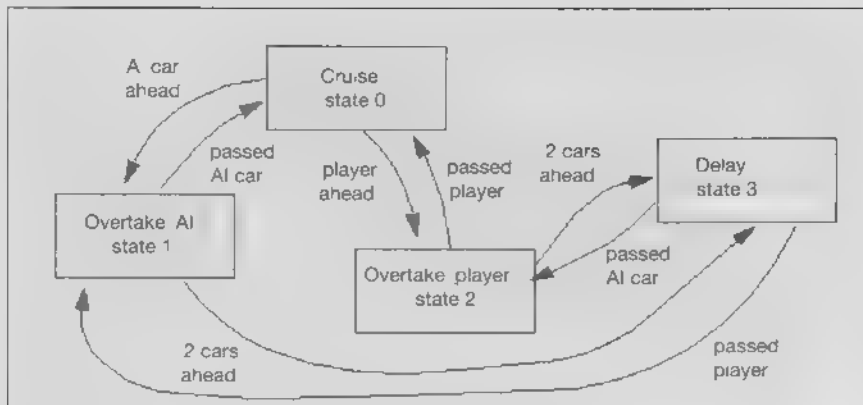 A car
ahead
Cruise
state 0
passed
AI car
player
ahead
passed
player
2 cars
ahead
Delay
state 3
Overtake AI
state 1
Overtake player
state 2
passed
AI car
2 cars
ahead
passed
player